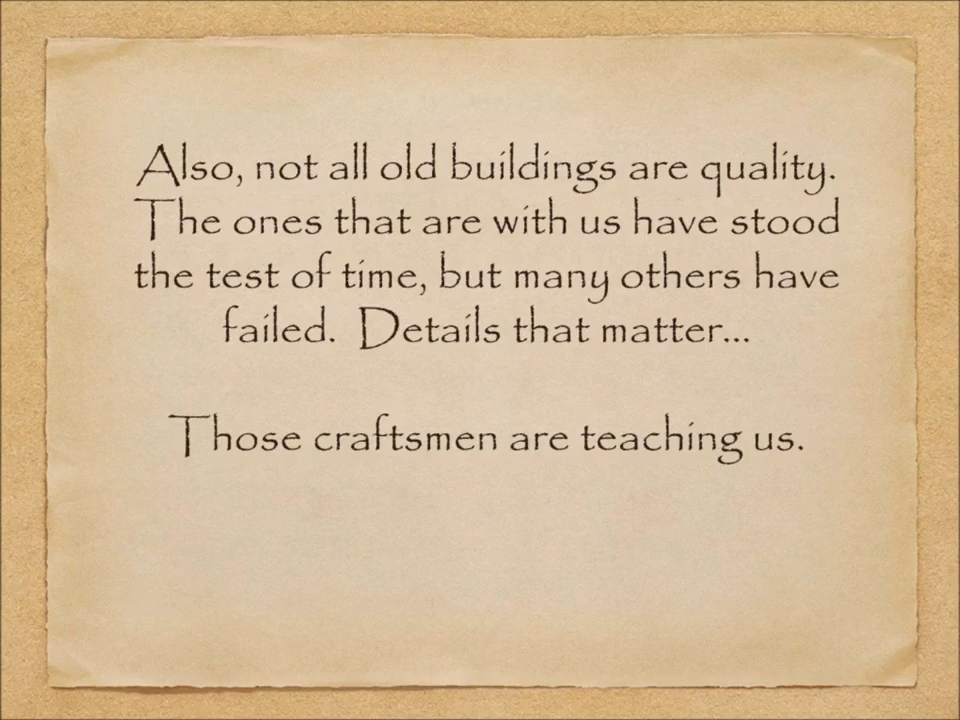 Also, not all old buildings are quality.
The ones that are with us have stood
the test of time, but many others have
failed.  Details that matter...
Those craftsmen are teaching us.